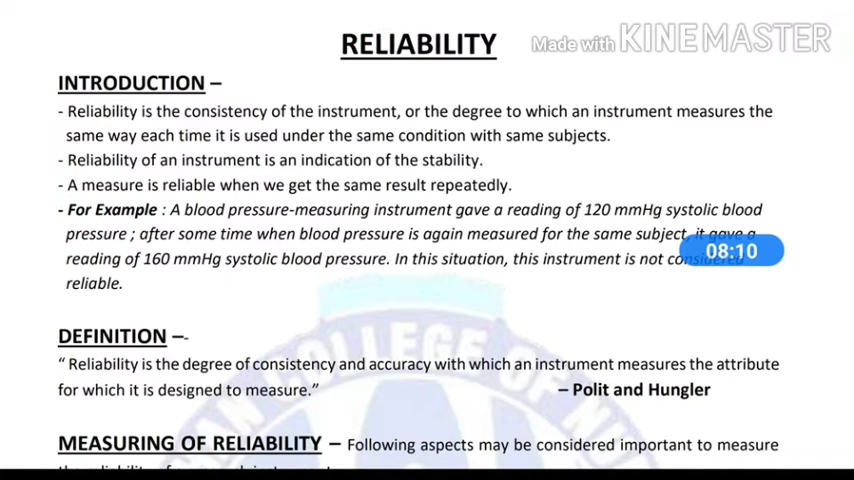 RELIABILITY
Made with KINEMASTER
INTRODUCTION –
- Reliability is the consistency of the instrument, or the degree to which an instrument measures the
same way each time it is used under the same condition with same subjects.
- Reliability of an instrument is an indication of the stability.
- A measure is reliable when we get the same result repeatedly.
- For Example : A blood pressure-measuring instrument gave a reading of 120 mmHg systolic blood
pressure ; after some time when blood pressure is again measured for the same subject, it gave a
reading of 160 mmHg systolic blood pressure. In this situation, this instrument is not considered
08:10
reliable.
DEFINITION –-
“ Reliability is the degree of consistency and accuracy with which an instrument measures the attribute
for which it is designed to measure.” – Polit and Hungler
MEASURING OF RELIABILITY – Following aspects may be considered important to measure
COLLEGE OF